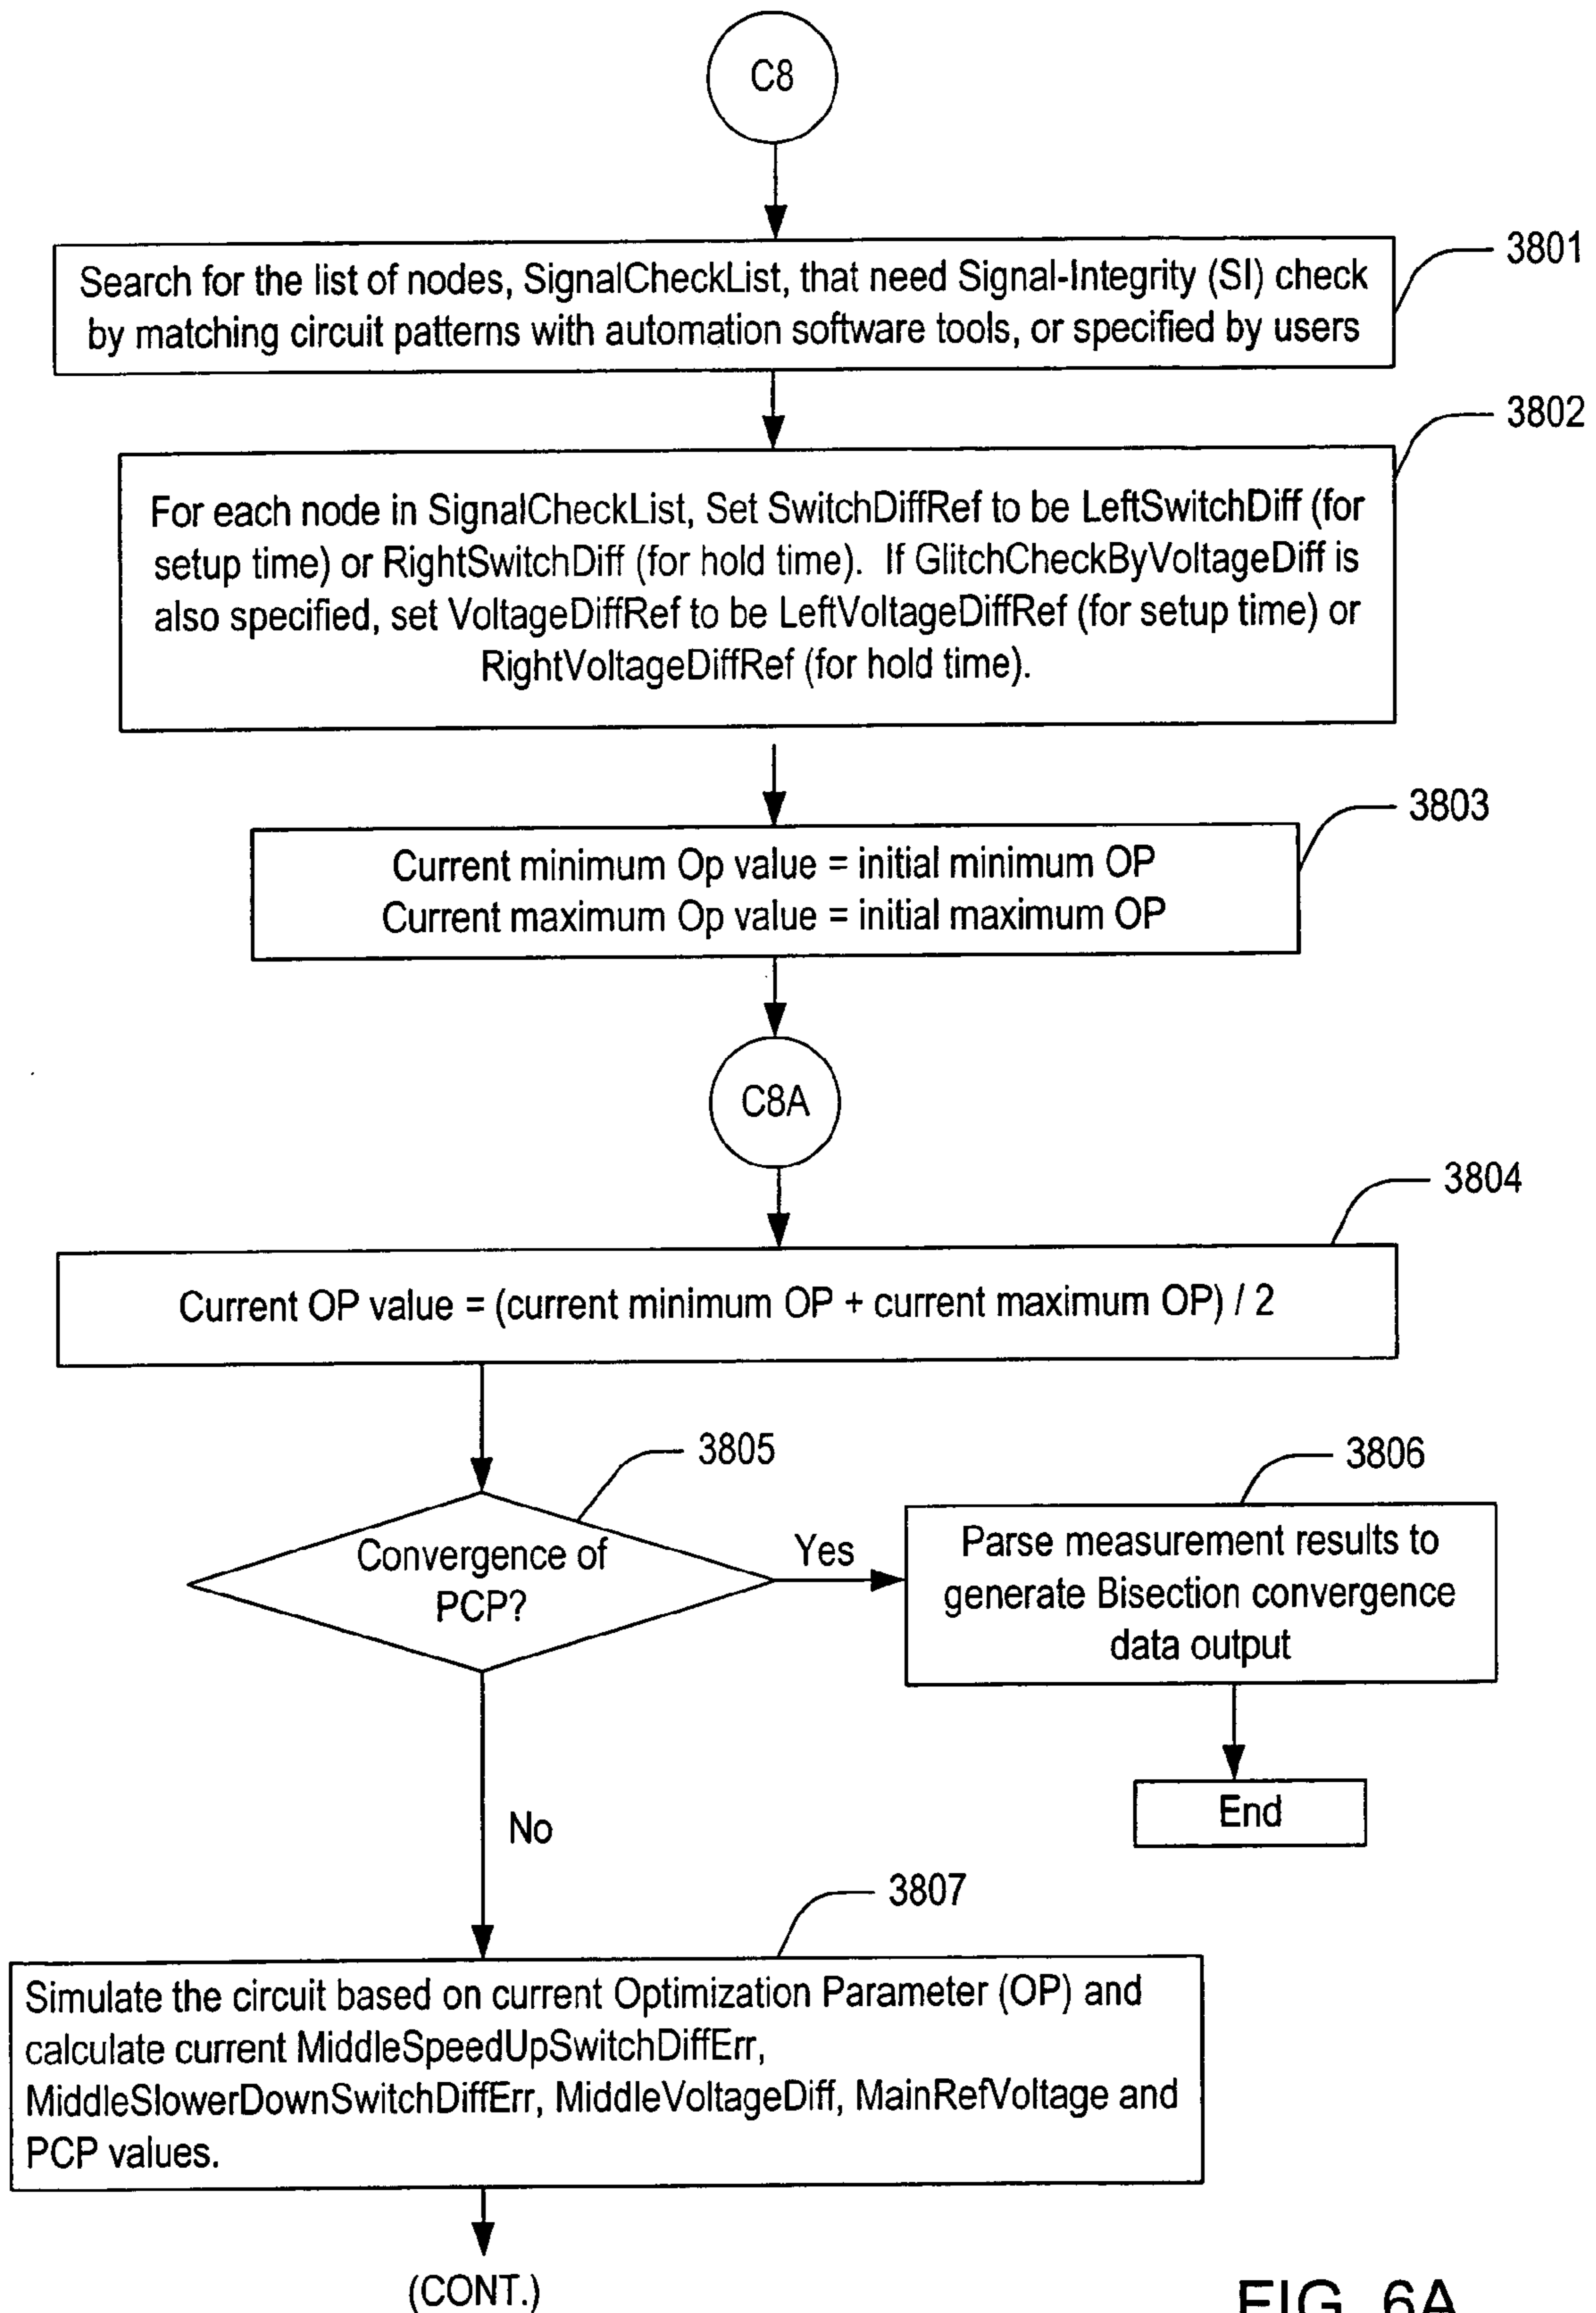 C8
3801
Search for the list of nodes, SignalCheckList, that need Signal-Integrity (SI) check
by matching circuit patterns with automation software tools, or specified by users
3802
For each node in SignalCheckList, Set SwitchDiffRef to be LeftSwitchDiff (for
setup time) or RightSwitchDiff (for hold time). If GlitchCheckByVoltageDiff is
also specified, set VoltageDiffRef to be LeftVoltageDiffRef (for setup time) or
RightVoltageDiffRef (for hold time).
3803
Current minimum Op value = initial minimum OP
Current maximum Op value = initial maximum OP
C8A
3804
Current OP value = (current minimum OP + current maximum OP) / 2
3805
Convergence of
PCP?
Yes
3806
Parse measurement results to
generate Bisection convergence
data output
End
No
3807
Simulate the circuit based on current Optimization Parameter (OP) and
calculate current MiddleSpeedUpSwitchDiffErr,
MiddleSlowerDownSwitchDiffErr, MiddleVoltageDiff, MainRefVoltage and
PCP values.
(CONT.)
FIG. 6A